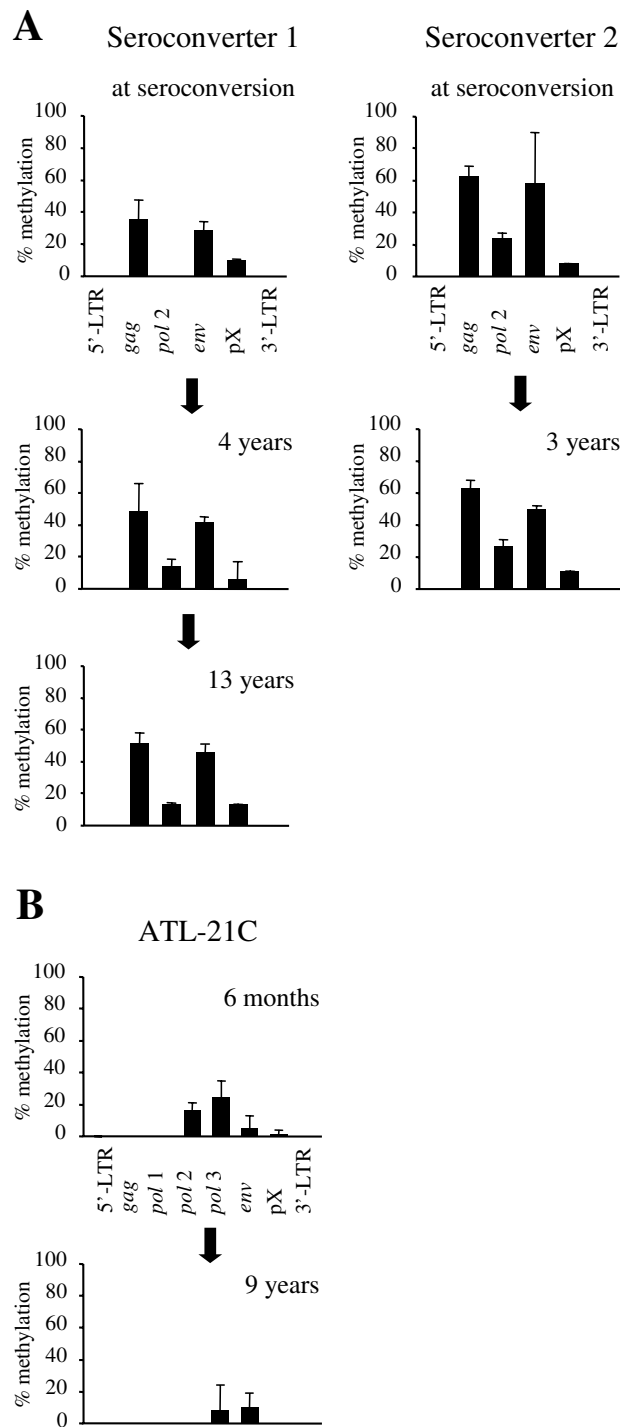 A
Seroconverter 1
at seroconversion
% methylation
100
80
60
40
20
0
5’-LTR
gag
pol 2
env
pX
3’-LTR
4 years
% methylation
100
80
60
40
20
0
13 years
% methylation
100
80
60
40
20
0
Seroconverter 2
at seroconversion
% methylation
100
80
60
40
20
0
5’-LTR
gag
pol 2
env
pX
3’-LTR
3 years
% methylation
100
80
60
40
20
0
B
ATL-21C
6 months
% methylation
100
80
60
40
20
0
5’-LTR
gag
pol 1
pol 2
pol 3
env
pX
3’-LTR
9 years
% methylation
100
80
60
40
20
0